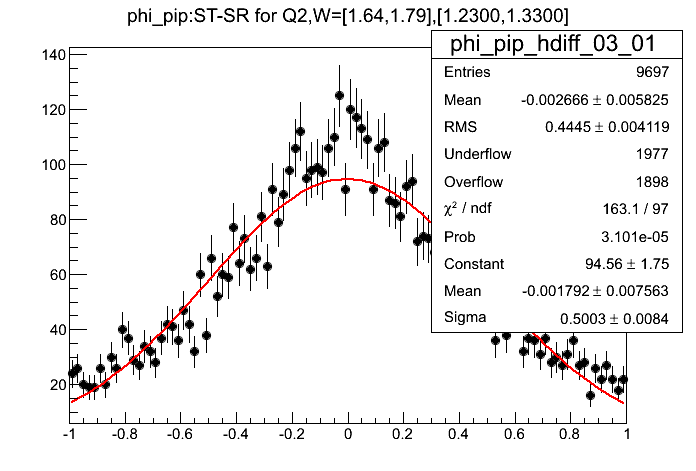 phi_pip:ST-SR for Q2,W=[1.64,1.79],[1.2300,1.3300]
phi_pip_hdiff_03_01
Entries 9697
Mean -0.002666 ± 0.005825
RMS 0.4445 ± 0.004119
Underflow 1977
Overflow 1898
χ² / ndf 163.1 / 97
Prob 3.101e-05
Constant 94.56 ± 1.75
Mean -0.001792 ± 0.007563
Sigma 0.5003 ± 0.0084
140
120
100
80
60
40
20
-1 -0.8 -0.6 -0.4 -0.2 0 0.2 0.4 0.6 0.8 1